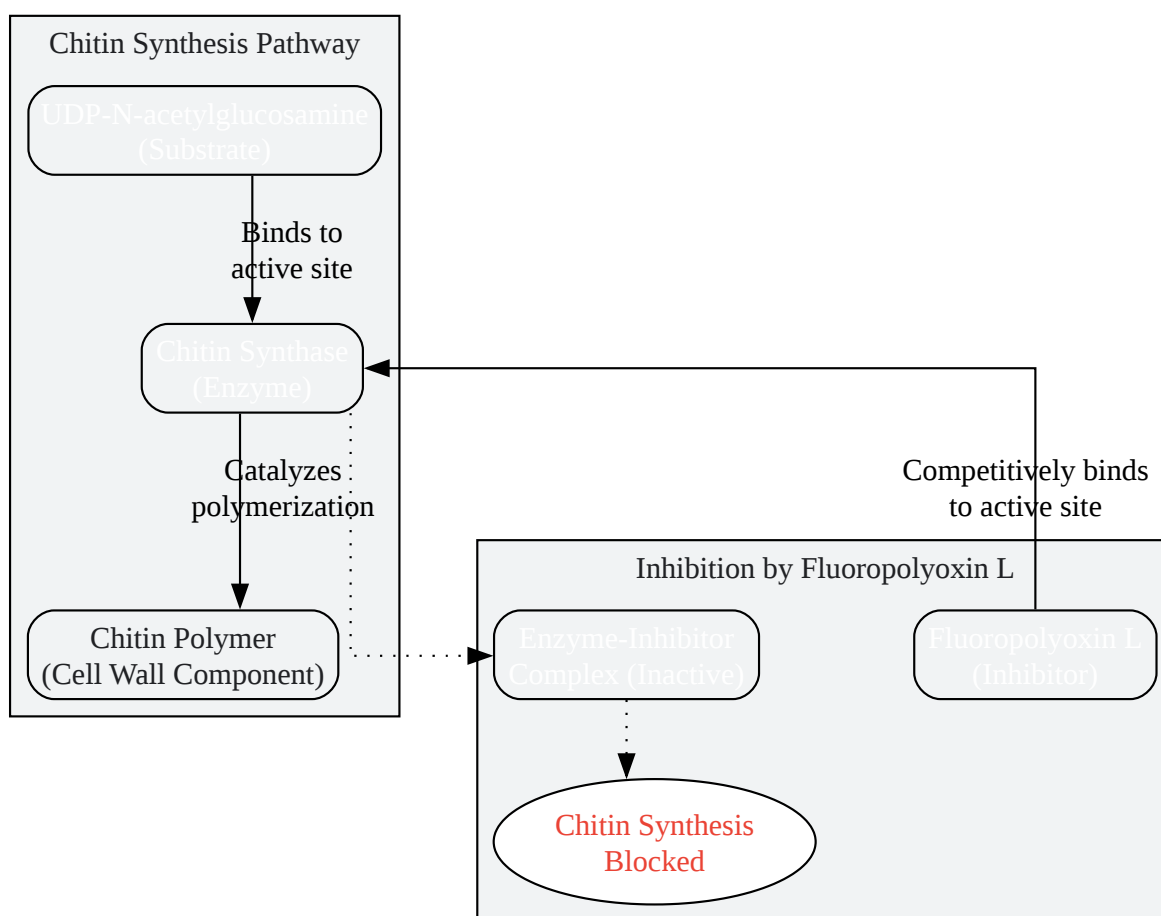 Chitin Synthesis Pathway
UDP-N-acetylglucosamine
(Substrate)
Binds to
active site
Chitin Synthase
(Enzyme)
Catalyzes
polymerization
Chitin Polymer
(Cell Wall Component)
Competitively binds
to active site
Inhibition by Fluoropolyoxin L
Enzyme-Inhibitor
Complex (Inactive)
Fluoropolyoxin L
(Inhibitor)
Chitin Synthesis
Blocked